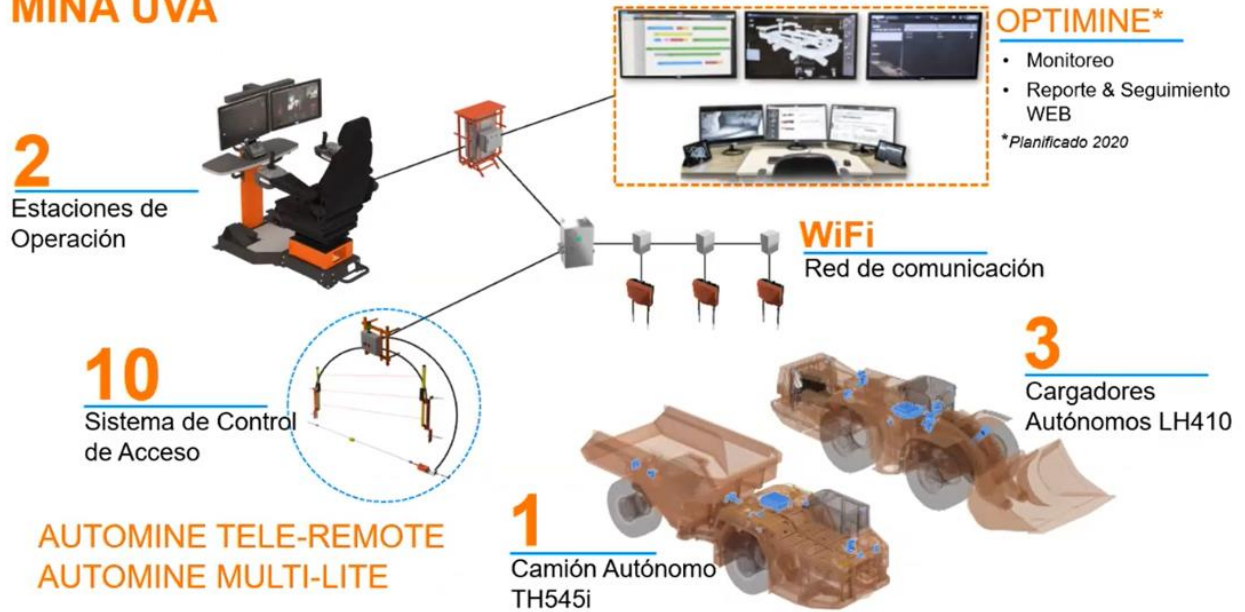 MINA UVA
OPTIMINE*
• Monitoreo
• Reporte & Seguimiento
WEB
*Planificado 2020
2
Estaciones de
Operación
WiFi
Red de comunicación
10
Sistema de Control
de Acceso
3
Cargadores
Autónomos LH410
1
Camión Autónomo
TH545i
AUTOMINE TELE-REMOTE
AUTOMINE MULTI-LITE